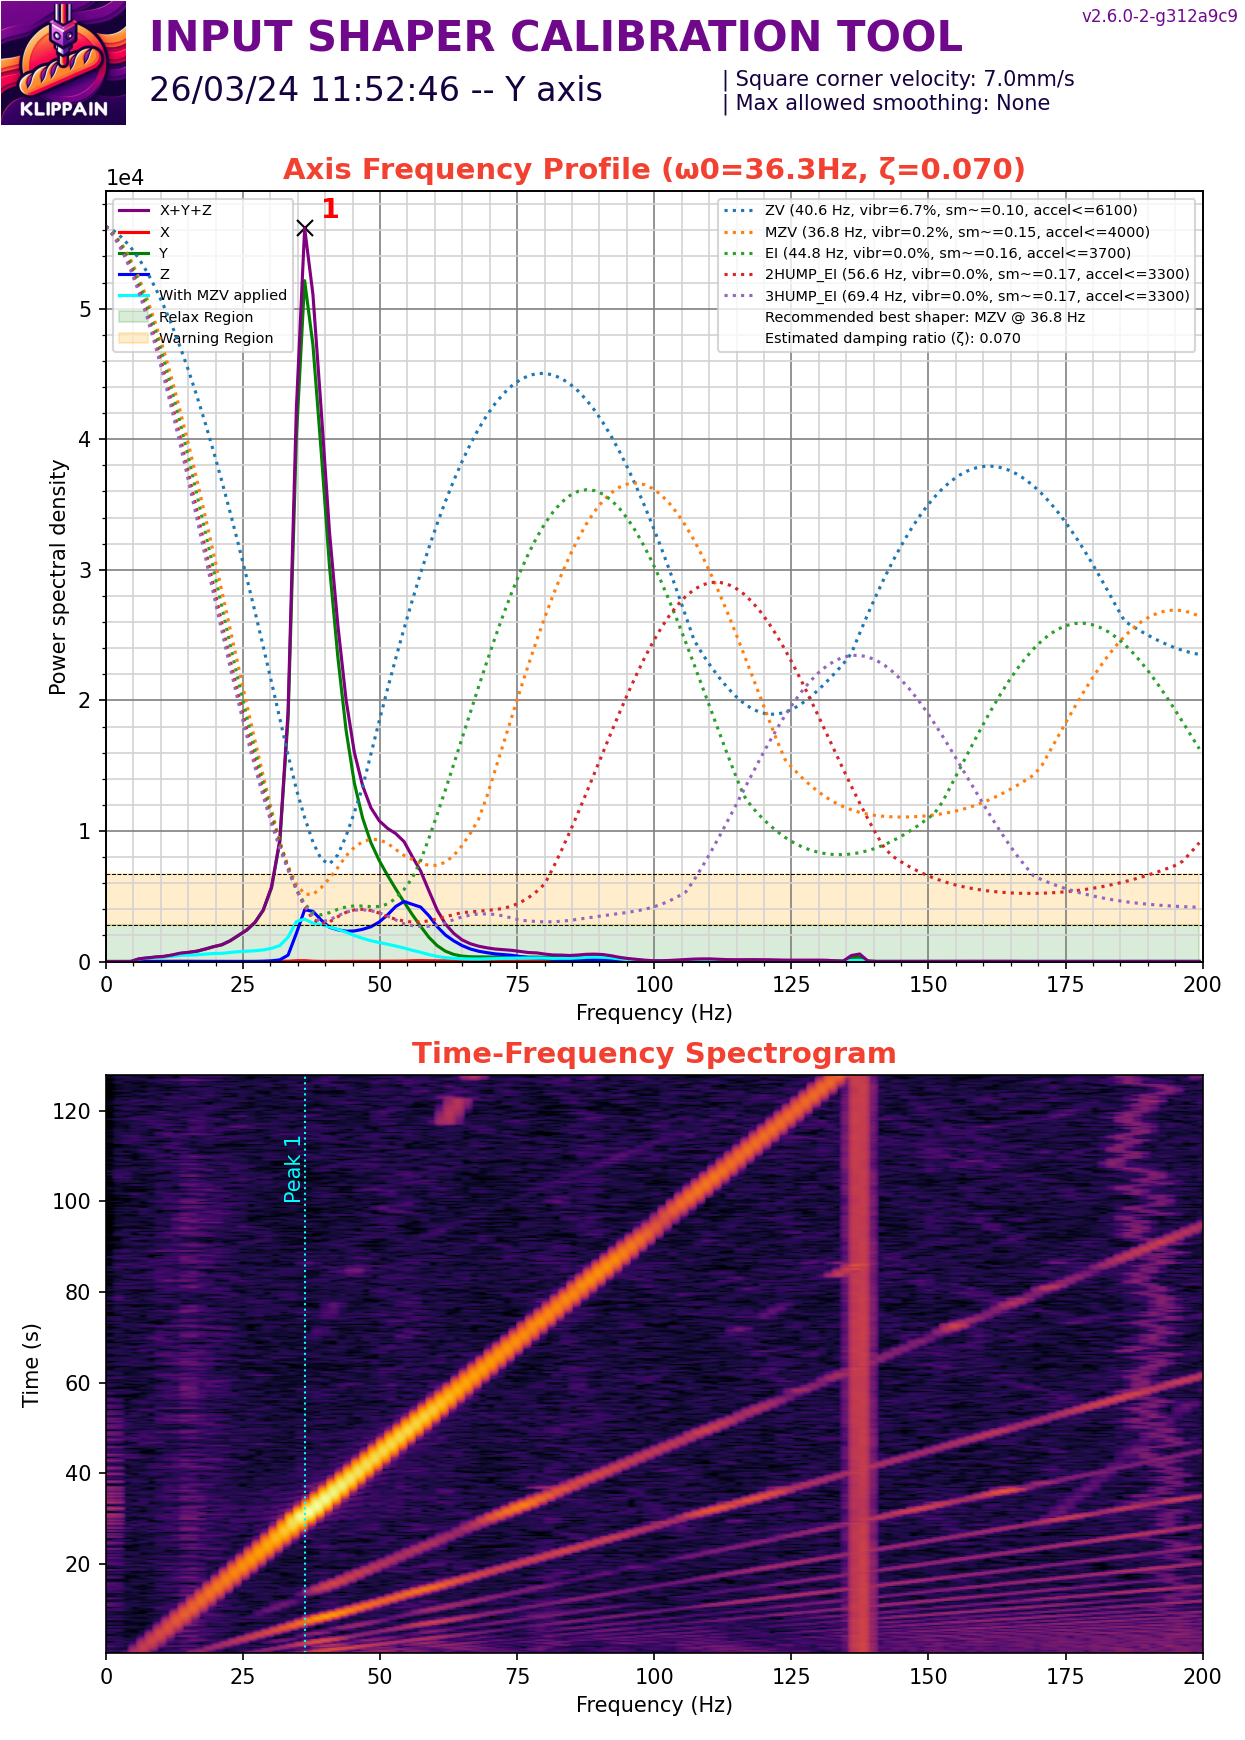 v2.6.0-2-g312a9c9
INPUT SHAPER CALIBRATION TOOL
26/03/24 11:52:46 -- Y axis
| Square corner velocity: 7.0mm/s
| Max allowed smoothing: None
KLIPPAIN
Axis Frequency Profile (ω0=36.3Hz, ζ=0.070)
1e4
1
X+Y+Z
X
Y
Z
With MZV applied
Relax Region
Warning Region
ZV (40.6 Hz, vibr=6.7%, sm~=0.10, accel<=6100)
MZV (36.8 Hz, vibr=0.2%, sm~=0.15, accel<=4000)
EI (44.8 Hz, vibr=0.0%, sm~=0.16, accel<=3700)
2HUMP_EI (56.6 Hz, vibr=0.0%, sm~=0.17, accel<=3300)
3HUMP_EI (69.4 Hz, vibr=0.0%, sm~=0.17, accel<=3300)
Recommended best shaper: MZV @ 36.8 Hz
Estimated damping ratio (ζ): 0.070
Power spectral density
5
4
3
2
1
0
0 25 50 75 100 125 150 175 200
Frequency (Hz)
Time-Frequency Spectrogram
Peak 1
Time (s)
120
100
80
60
40
20
0 25 50 75 100 125 150 175 200
Frequency (Hz)